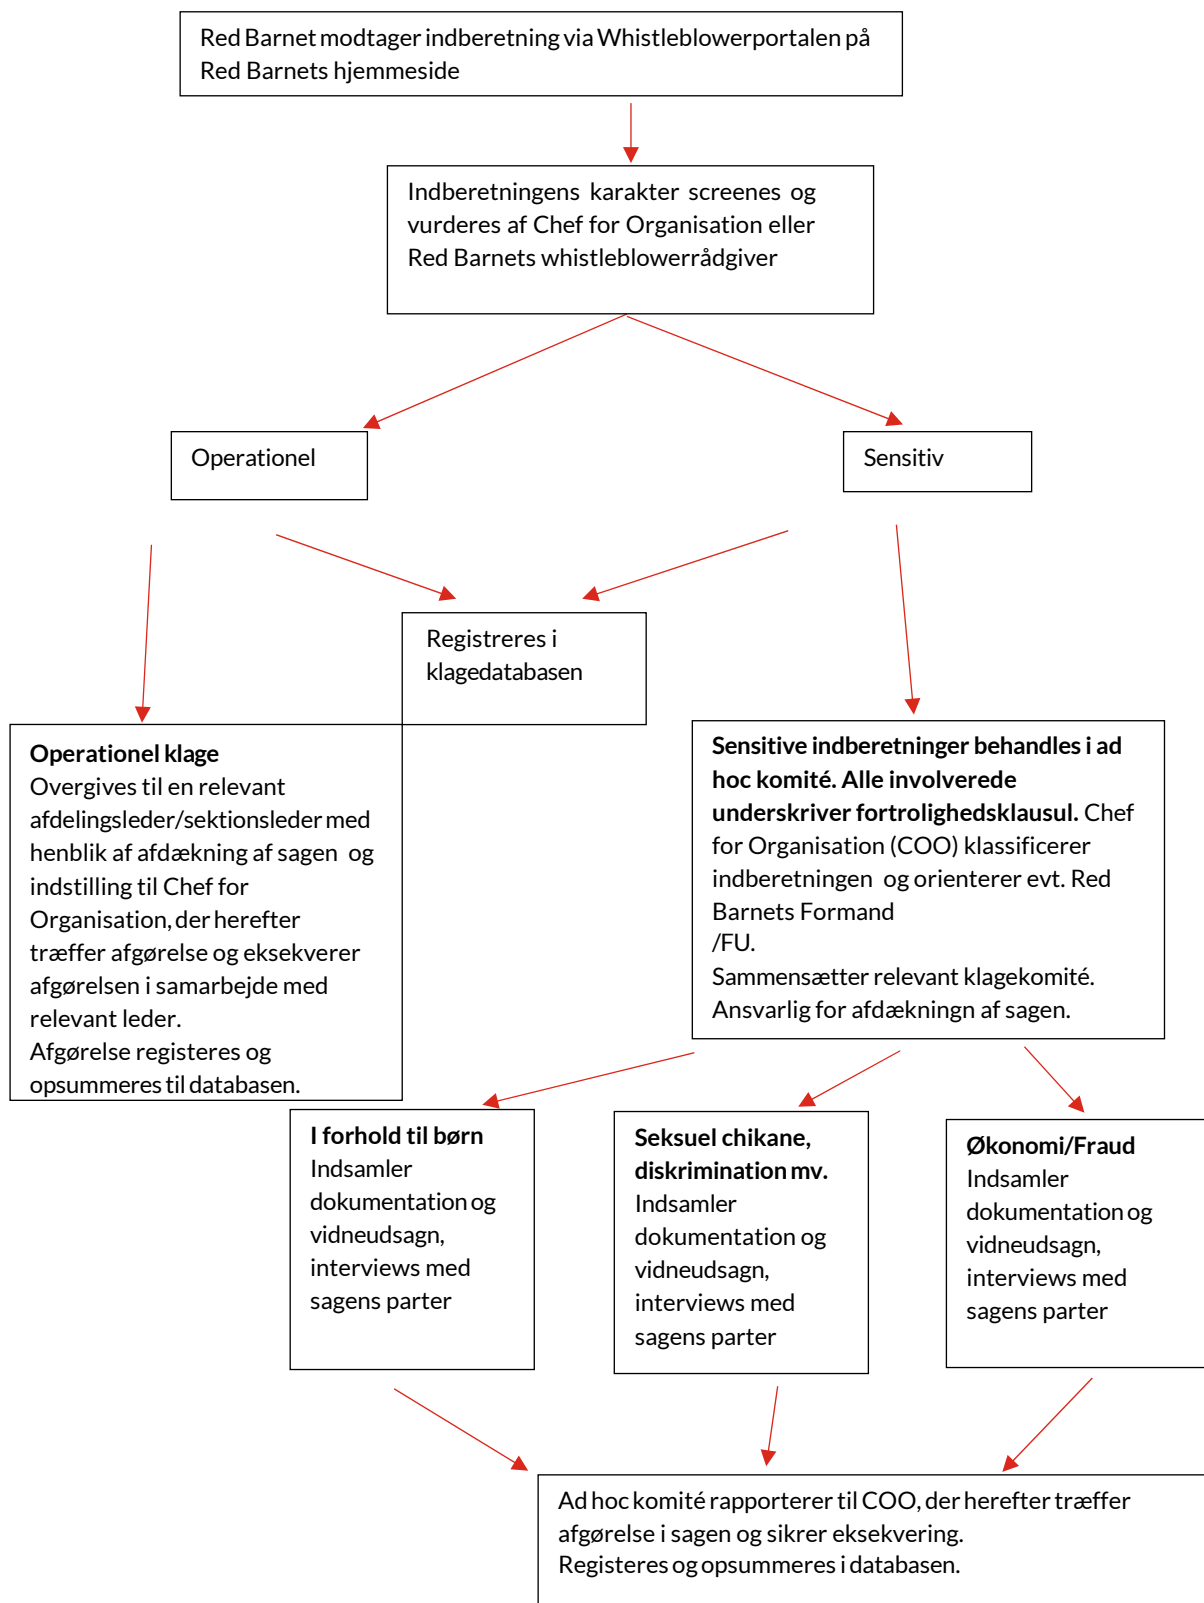 Red Barnet modtager indberetning via Whistleblowerportalen på
Red Barnets hjemmeside
Indberetningens karakter screenes og
vurderes af Chef for Organisation eller
Red Barnets whistleblowerrådgiver
Operationel
Sensitiv
Registreres i
klagedatabasen
Operationel klage
Overgives til en relevant
afdelingsleder/sektionsleder med
henblik af afdækning af sagen og
indstilling til Chef for
Organisation, der herefter
træffer afgørelse og eksekverer
afgørelsen i samarbejde med
relevant leder.
Afgørelse registeres og
opsummeres til databasen.
Sensitive indberetninger behandles i ad
hoc komité. Alle involverede
underskriver fortrolighedsklausul. Chef
for Organisation (COO) klassificerer
indberetningen og orienterer evt. Red
Barnets Formand
/FU.
Sammensætter relevant klagekomité.
Ansvarlig for afdækningn af sagen.
I forhold til børn
Indsamler
dokumentation og
vidneudsagn,
interviews med
sagens parter
Seksuel chikane,
diskrimination mv.
Indsamler
dokumentation og
vidneudsagn,
interviews med
sagens parter
Økonomi/Fraud
Indsamler
dokumentation og
vidneudsagn,
interviews med
sagens parter
Ad hoc komité rapporterer til COO, der herefter træffer
afgørelse i sagen og sikrer eksekvering.
Registeres og opsummeres i databasen.